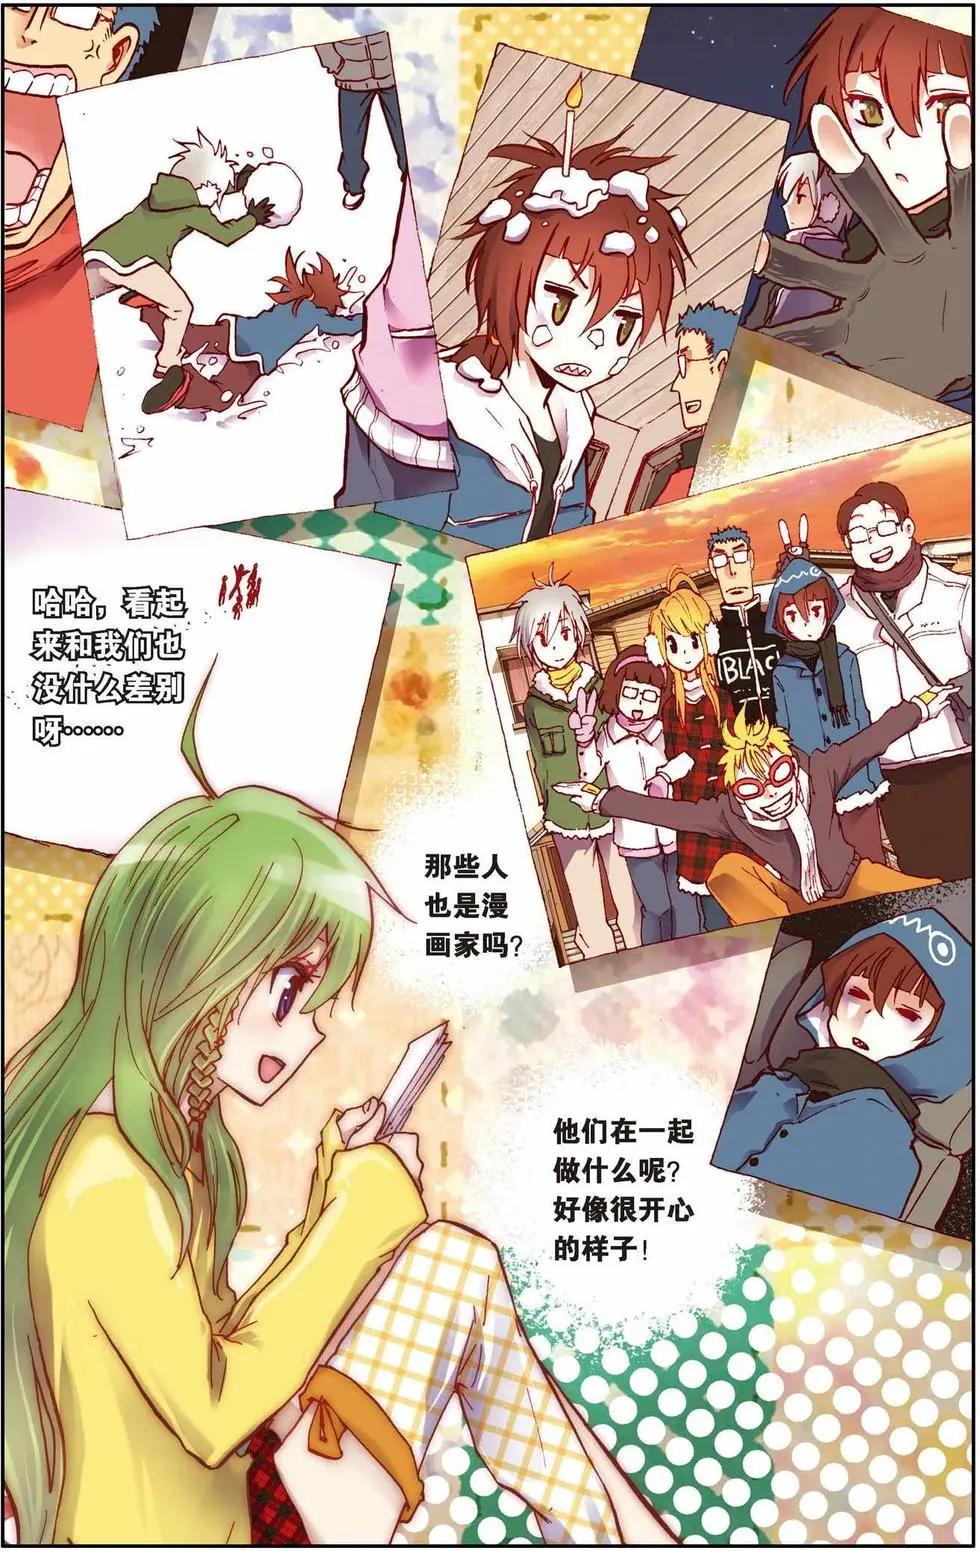 哈哈，看起
来和我们也
没什么差别
呀……
BLAC
那些人
也是漫
画家吗？
他们在一起
做什么呢？
好像很开心
的样子！